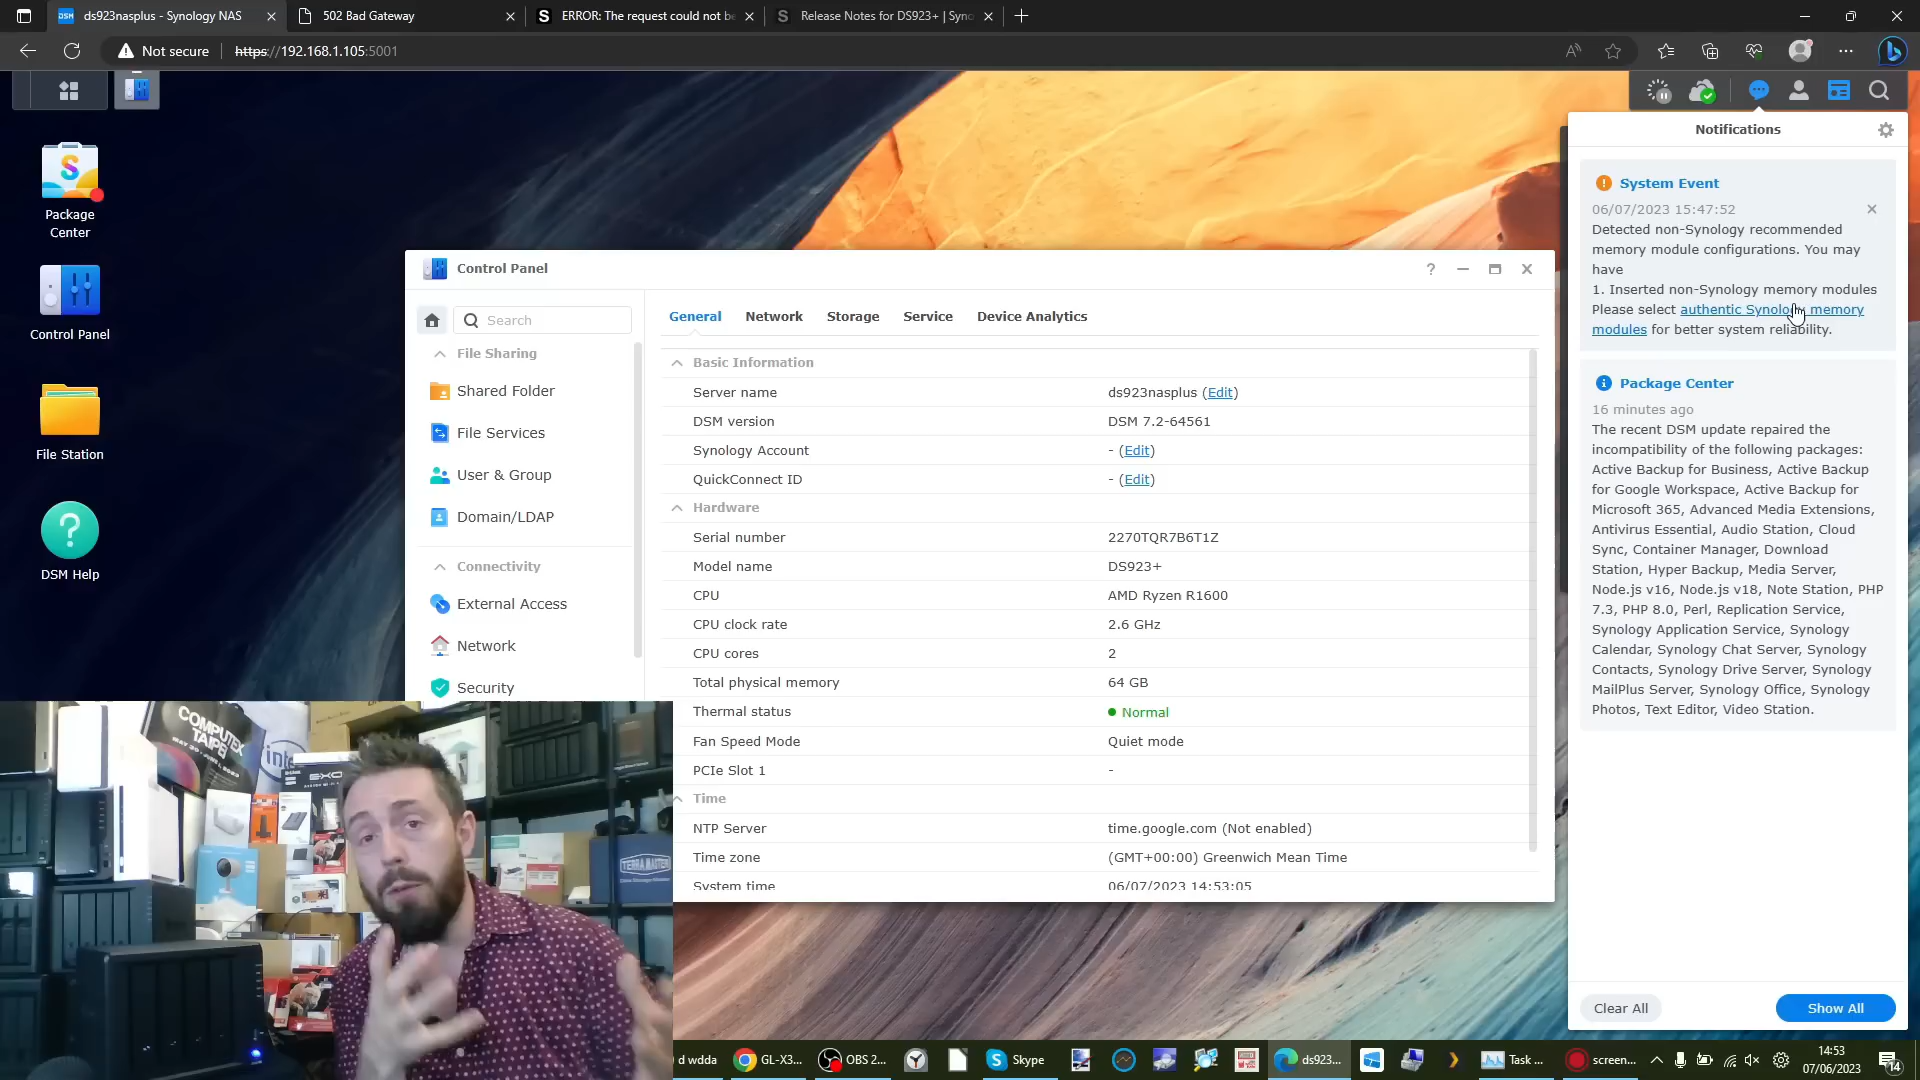 ds923nasplus - Synology NAS
502 Bad Gateway
ERROR: The request could not be
Release Notes for DS923+ | Syno
Not secure
https://192.168.1.105:5001
Package
Center
Control Panel
File Station
DSM Help
Control Panel
Search
File Sharing
Shared Folder
File Services
User & Group
Domain/LDAP
Connectivity
External Access
Network
Security
General
Network
Storage
Service
Device Analytics
Basic Information
Server name
ds923nasplus (Edit)
DSM version
DSM 7.2-64561
Synology Account
- (Edit)
QuickConnect ID
- (Edit)
Hardware
Serial number
2270TQR7B6T1Z
Model name
DS923+
CPU
AMD Ryzen R1600
CPU clock rate
2.6 GHz
CPU cores
2
Total physical memory
64 GB
Thermal status
Normal
Fan Speed Mode
Quiet mode
PCIe Slot 1
-
Time
NTP Server
time.google.com (Not enabled)
Time zone
(GMT+00:00) Greenwich Mean Time
System time
06/07/2023 14:53:05
Notifications
System Event
06/07/2023 15:47:52
Detected non-Synology recommended
memory module configurations. You may
have
1. Inserted non-Synology memory modules
Please select authentic Synology memory
modules for better system reliability.
Package Center
16 minutes ago
The recent DSM update repaired the
incompatibility of the following packages:
Active Backup for Business, Active Backup
for Google Workspace, Active Backup for
Microsoft 365, Advanced Media Extensions,
Antivirus Essential, Audio Station, Cloud
Sync, Container Manager, Download
Station, Hyper Backup, Media Server,
Node.js v16, Node.js v18, Note Station, PHP
7.3, PHP 8.0, Perl, Replication Service,
Synology Application Service, Synology
Calendar, Synology Chat Server, Synology
Contacts, Synology Drive Server, Synology
MailPlus Server, Synology Office, Synology
Photos, Text Editor, Video Station.
Clear All
Show All
COMPUTEX
TAIPEI
intel
TERRA MASTER
d wdda
GL-X3...
OBS 2...
Skype
ds923...
Task ...
screen...
14:53
07/06/2023
14